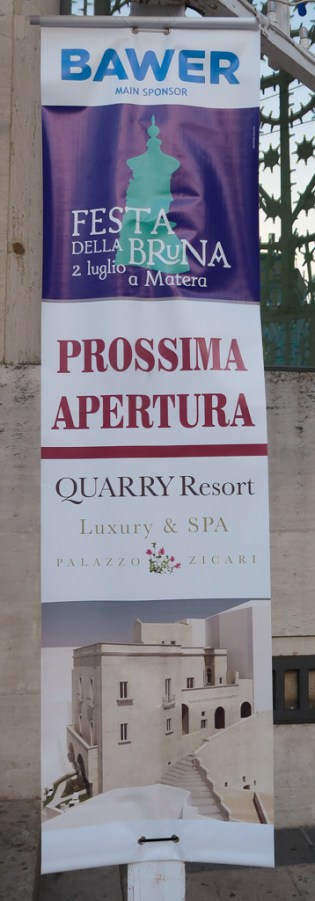 BAWER
MAIN SPONSOR
FESTA
DELLA BRUNA
2 luglio
a Matera
PROSSIMA
APERTURA
QUARRY Resort
Luxury & SPA
PALAZZO ZICARI